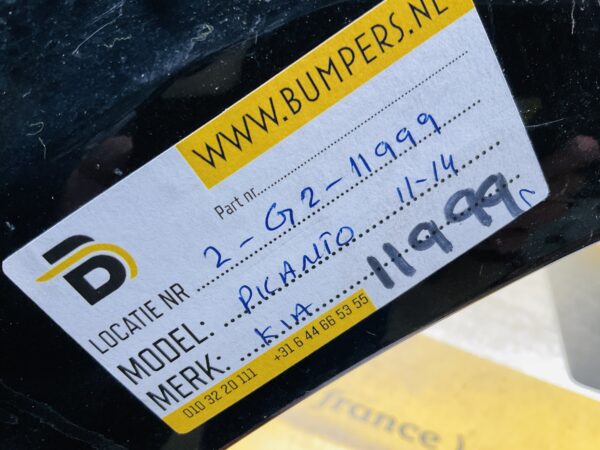 WWW.BUMPERS.NL
Part nr
LOCATIE NR 2-G2-11999
MODEL: PICANTO 11-14
MERK: KIA 11999
010 32 20 111 +31 6 44 66 53 55
france